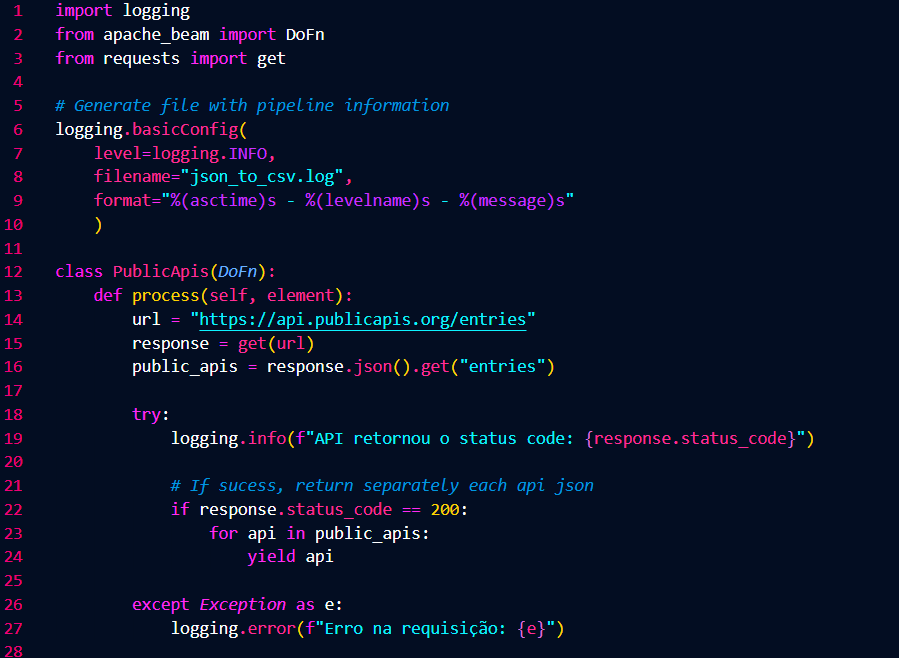 1 import logging
2 from apache_beam import DoFn
3 from requests import get
4
5 # Generate file with pipeline information
6 logging.basicConfig(
7     level=logging.INFO,
8     filename="json_to_csv.log",
9     format="%(asctime)s - %(levelname)s - %(message)s"
10     )
11
12 class PublicApis(DoFn):
13     def process(self, element):
14         url = "https://api.publicapis.org/entries"
15         response = get(url)
16         public_apis = response.json().get("entries")
17
18         try:
19             logging.info(f"API retornou o status code: {response.status_code}")
20
21             # If sucess, return separately each api json
22             if response.status_code == 200:
23                 for api in public_apis:
24                     yield api
25
26         except Exception as e:
27             logging.error(f"Erro na requisição: {e}")
28